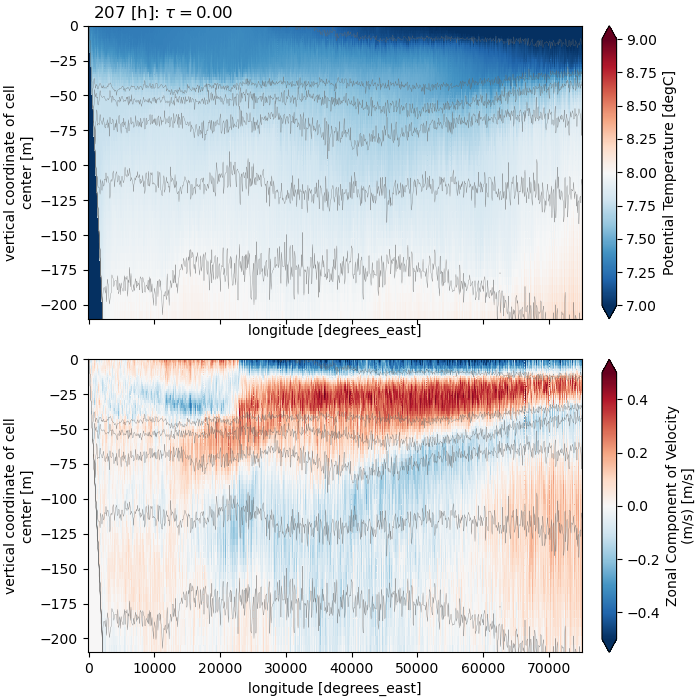 207 [h]: τ = 0.00
0
−25
−50
−75
−100
−125
−150
−175
−200
vertical coordinate of cell
center [m]
longitude [degrees_east]
9.00
8.75
8.50
8.25
8.00
7.75
7.50
7.25
7.00
Potential Temperature [degC]
0
−25
−50
−75
−100
−125
−150
−175
−200
vertical coordinate of cell
center [m]
0 10000 20000 30000 40000 50000 60000 70000
longitude [degrees_east]
0.4
0.2
0.0
−0.2
−0.4
Zonal Component of Velocity
(m/s) [m/s]